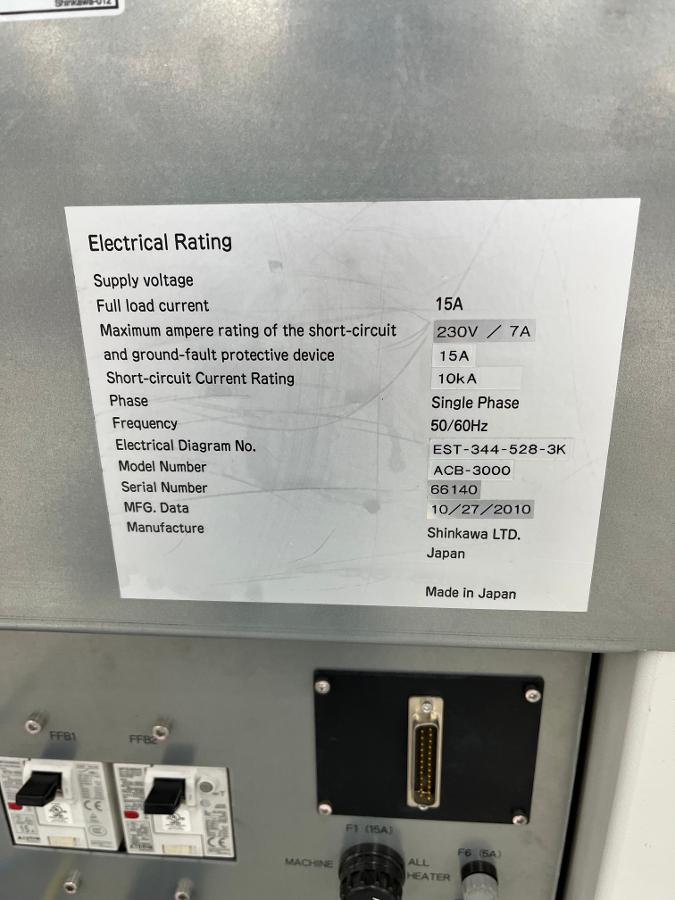 Shinkawa-012
Electrical Rating
Supply voltage
Full load current 15A
Maximum ampere rating of the short-circuit 230V / 7A
and ground-fault protective device 15A
Short-circuit Current Rating 10kA
Phase Single Phase
Frequency 50/60Hz
Electrical Diagram No. EST-344-528-3K
Model Number ACB-3000
Serial Number 66140
MFG. Data 10/27/2010
Manufacture Shinkawa LTD.
Japan
Made in Japan
FFB1 FFB2
F1 (15A)
MACHINE ALL HEATER
F6 (5A)